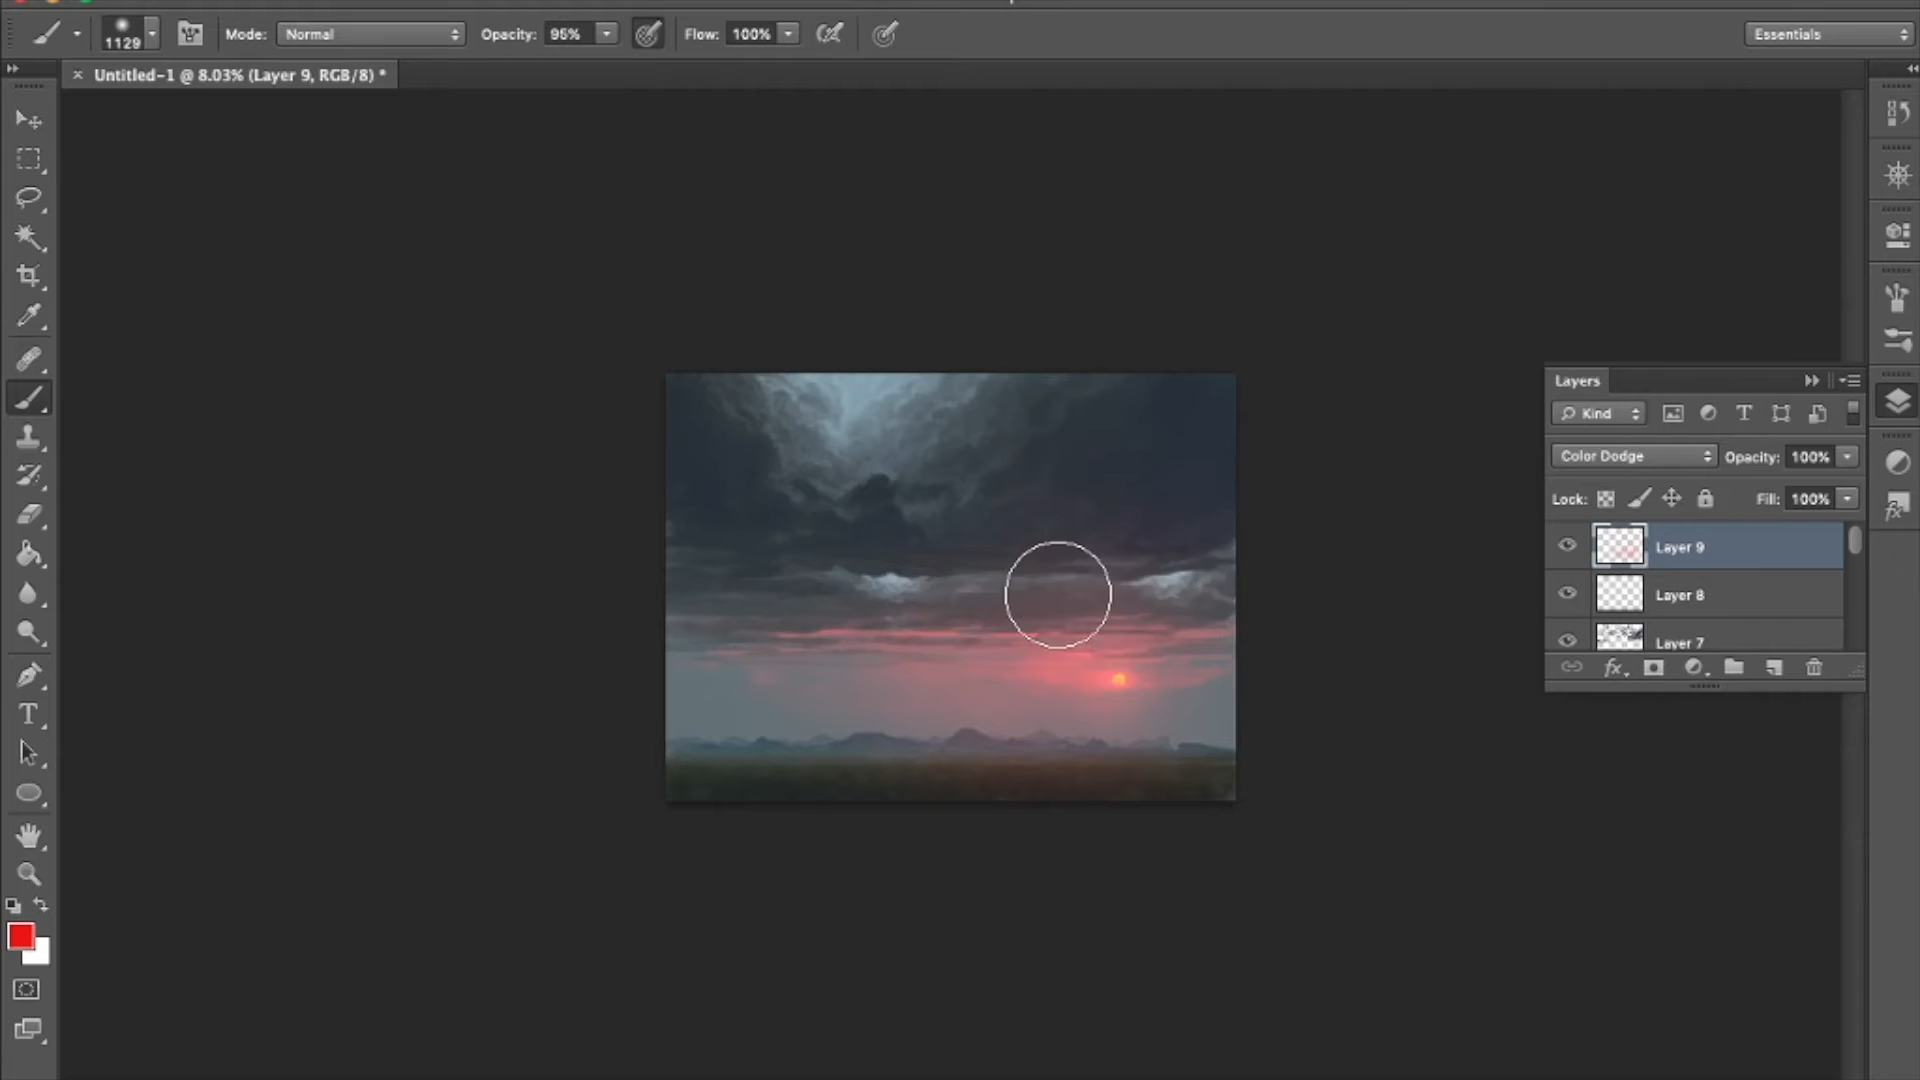 1129 Mode: Normal Opacity: 95% Flow: 100% Essentials
× Untitled-1 @ 8.03% (Layer 9, RGB/8) *
Layers
Kind
Color Dodge Opacity: 100%
Lock: Fill: 100%
Layer 9
Layer 8
Layer 7
fx